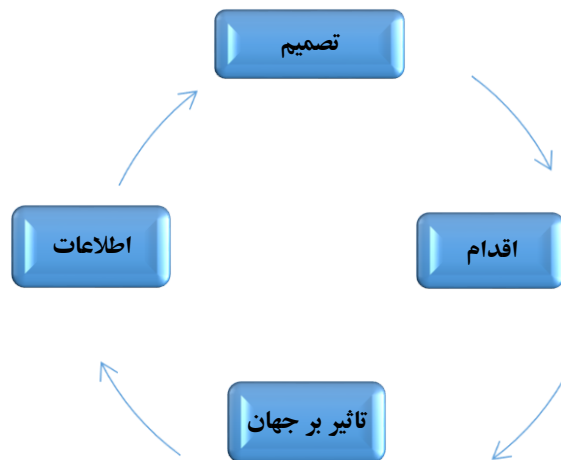 تصمیم
اقدام
تاثیر بر جهان
اطلاعات